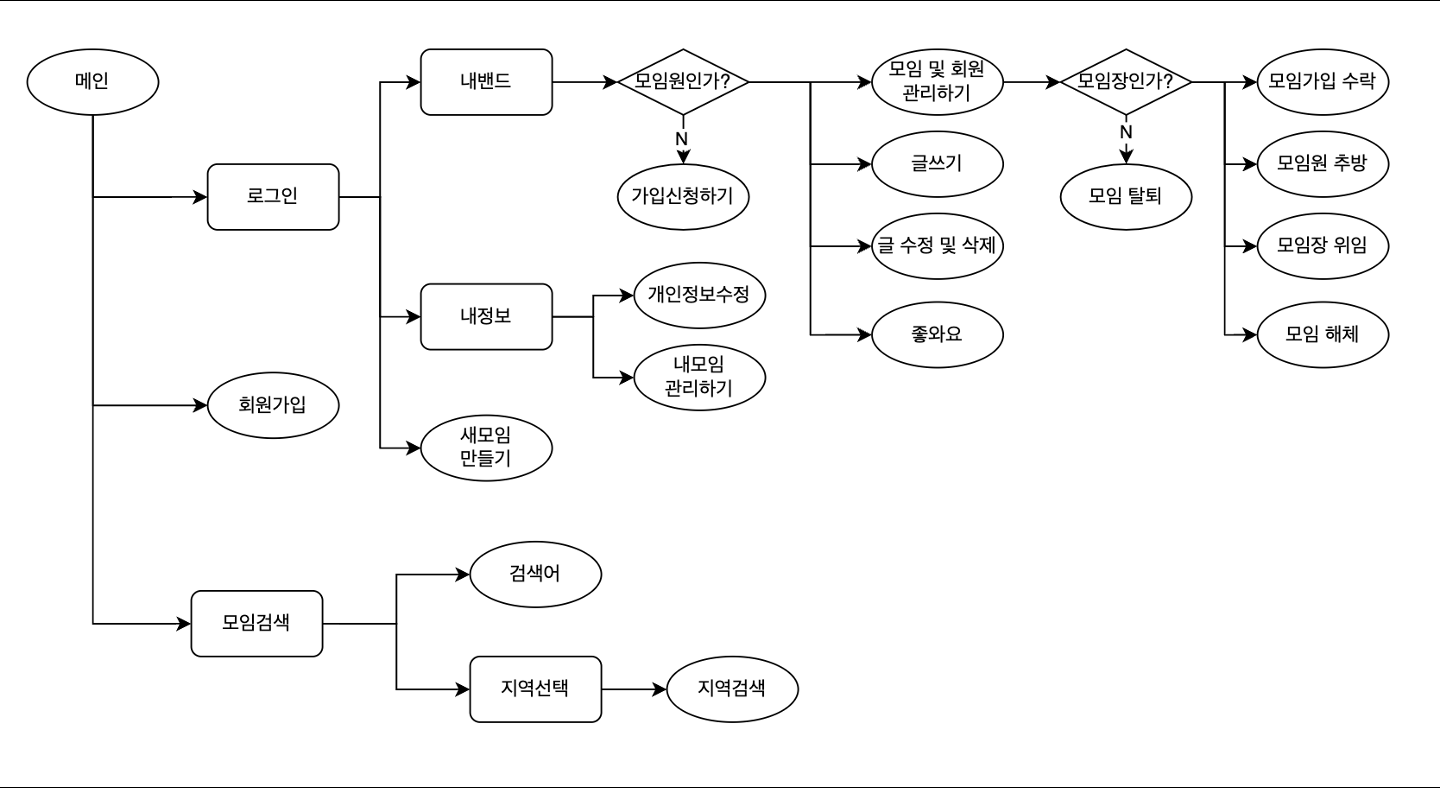 메인
내밴드
모임원인가?
모임 및 회원
관리하기
모임장인가?
모임가입 수락
N
N
글쓰기
모임원 추방
로그인
가입신청하기
모임 탈퇴
글 수정 및 삭제
모임장 위임
내정보
개인정보수정
좋와요
모임 해체
내모임
관리하기
회원가입
새모임
만들기
검색어
모임검색
지역선택
지역검색